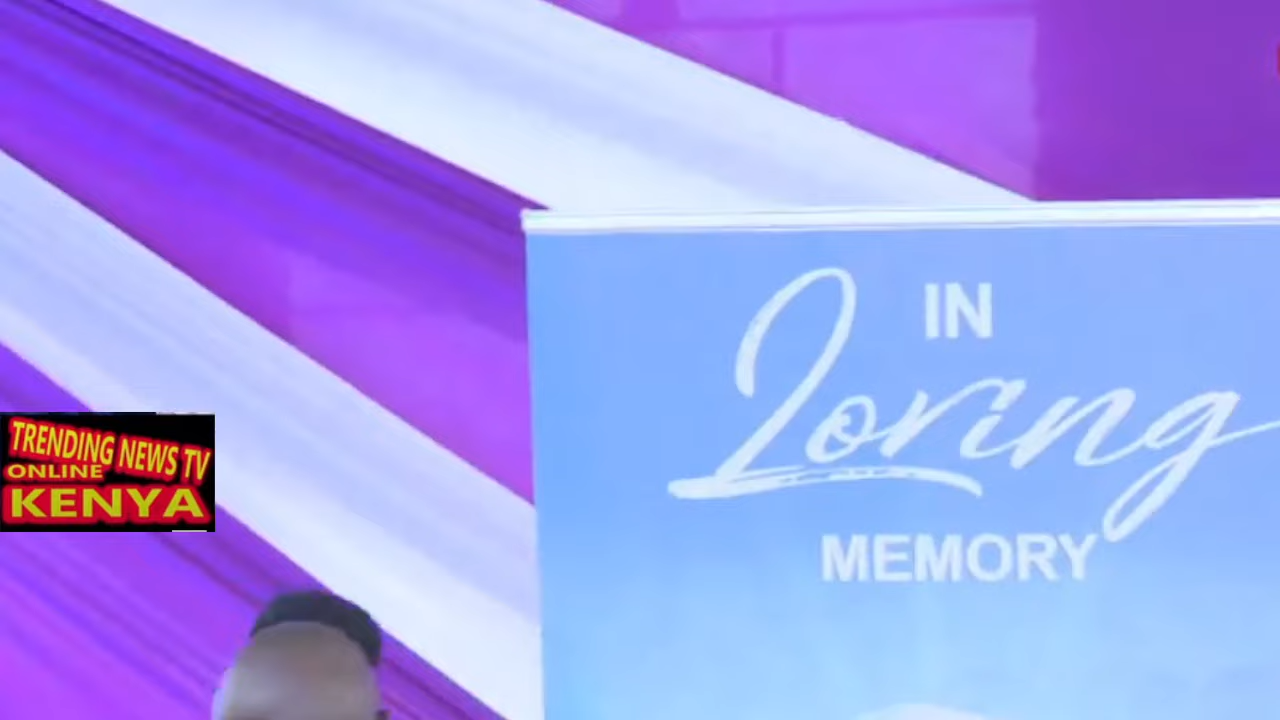 IN
Loving
MEMORY
TRENDING NEWS TV
ONLINE
KENYA